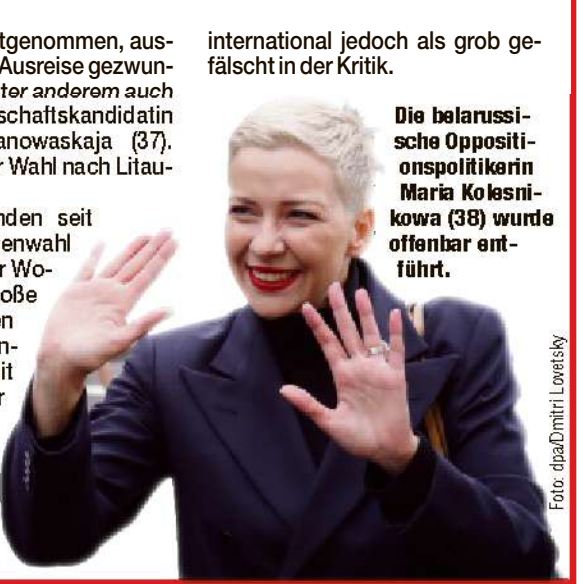 tgenommen, aus-
Ausreise gezwun-
ter anderem auch
schaftskandidatin
anowaskaja (37).
r Wahl nach Litau-
nden seit
enwahl
r Wo-
oße
en
n-
it
r
international jedoch als grob ge-
fälscht in der Kritik.
Die belarussi-
sche Oppositi-
onspolitikerin
Maria Kolesni-
kowa (38) wurde
offenbar ent-
führt.
Foto: dpa/Dmitri Lovetsky